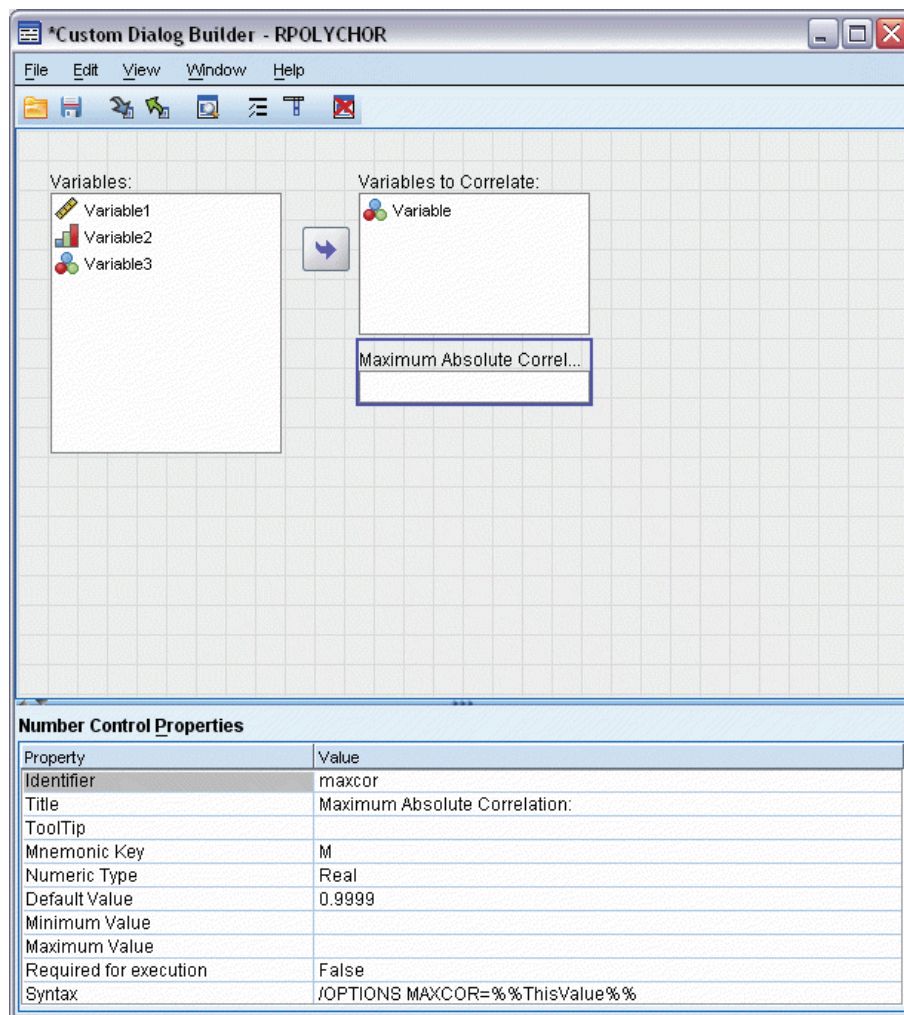 *Custom Dialog Builder - RPOLYCHOR
File Edit View Window Help
Variables: Variables to Correlate:
Variable1 Variable
Variable2
Variable3
Maximum Absolute Correl...
Number Control Properties
Property Value
Identifier maxcor
Title Maximum Absolute Correlation:
ToolTip
Mnemonic Key M
Numeric Type Real
Default Value 0.9999
Minimum Value
Maximum Value
Required for execution False
Syntax /OPTIONS MAXCOR=%%ThisValue%%